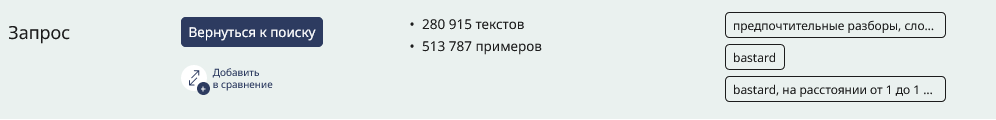 Запрос
Вернуться к поиску
Добавить
в сравнение
• 280 915 текстов
• 513 787 примеров
предпочтительные разборы, сло...
bastard
bastard, на расстоянии от 1 до 1 ...